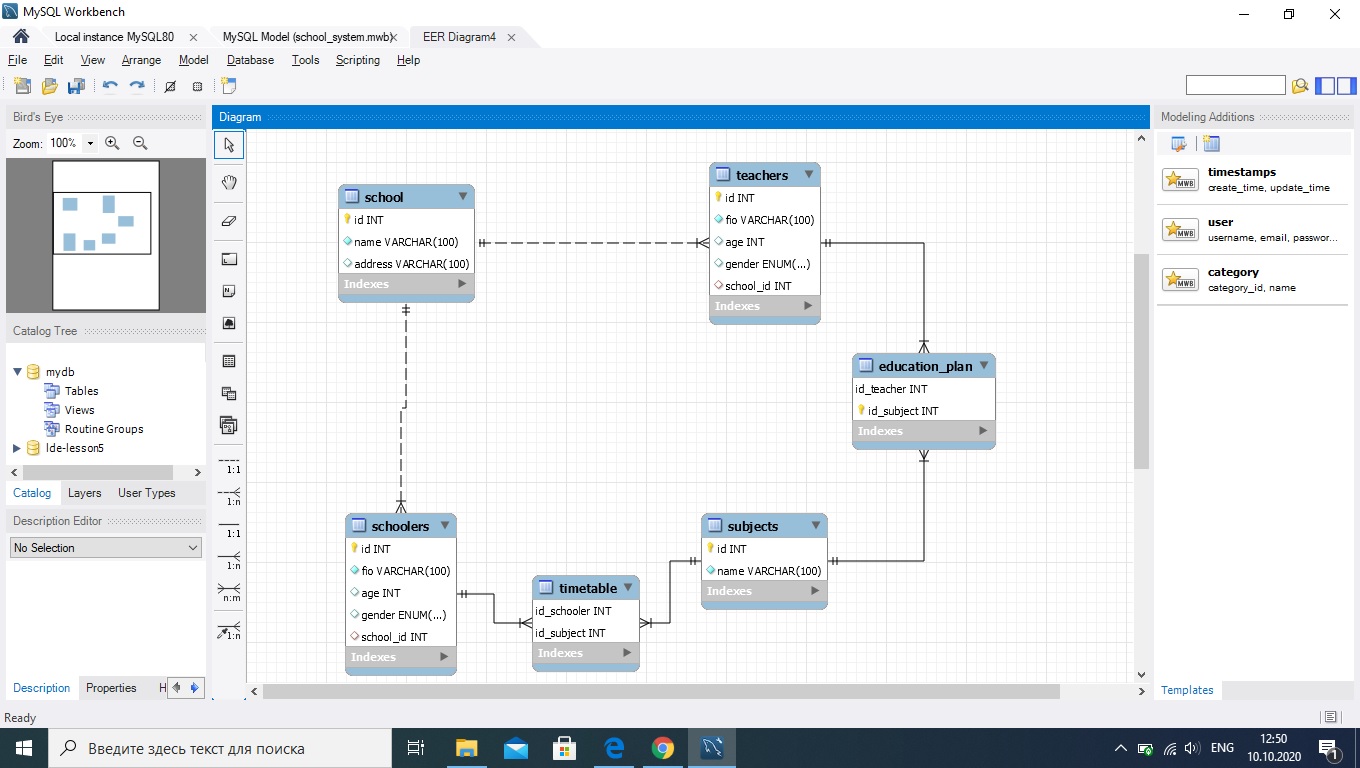 MySQL Workbench
Local instance MySQL80
MySQL Model (school_system.mwb)
EER Diagram4
File Edit View Arrange Model Database Tools Scripting Help
Bird's Eye
Zoom: 100%
Catalog Tree
mydb
Tables
Views
Routine Groups
lde-lesson5
Catalog Layers User Types
Description Editor
No Selection
Description Properties H
Diagram
1:1
1:n
1:1
1:n
n:m
1:n
school
id INT
name VARCHAR(100)
address VARCHAR(100)
Indexes
teachers
id INT
fio VARCHAR(100)
age INT
gender ENUM(...)
school_id INT
Indexes
education_plan
id_teacher INT
id_subject INT
Indexes
schoolers
id INT
fio VARCHAR(100)
age INT
gender ENUM(...)
school_id INT
Indexes
timetable
id_schooler INT
id_subject INT
Indexes
subjects
id INT
name VARCHAR(100)
Indexes
Modeling Additions
MWB
timestamps
create_time, update_time
MWB
user
username, email, passwor...
MWB
category
category_id, name
Templates
Ready
Введите здесь текст для поиска
ENG
12:50
10.10.2020
1